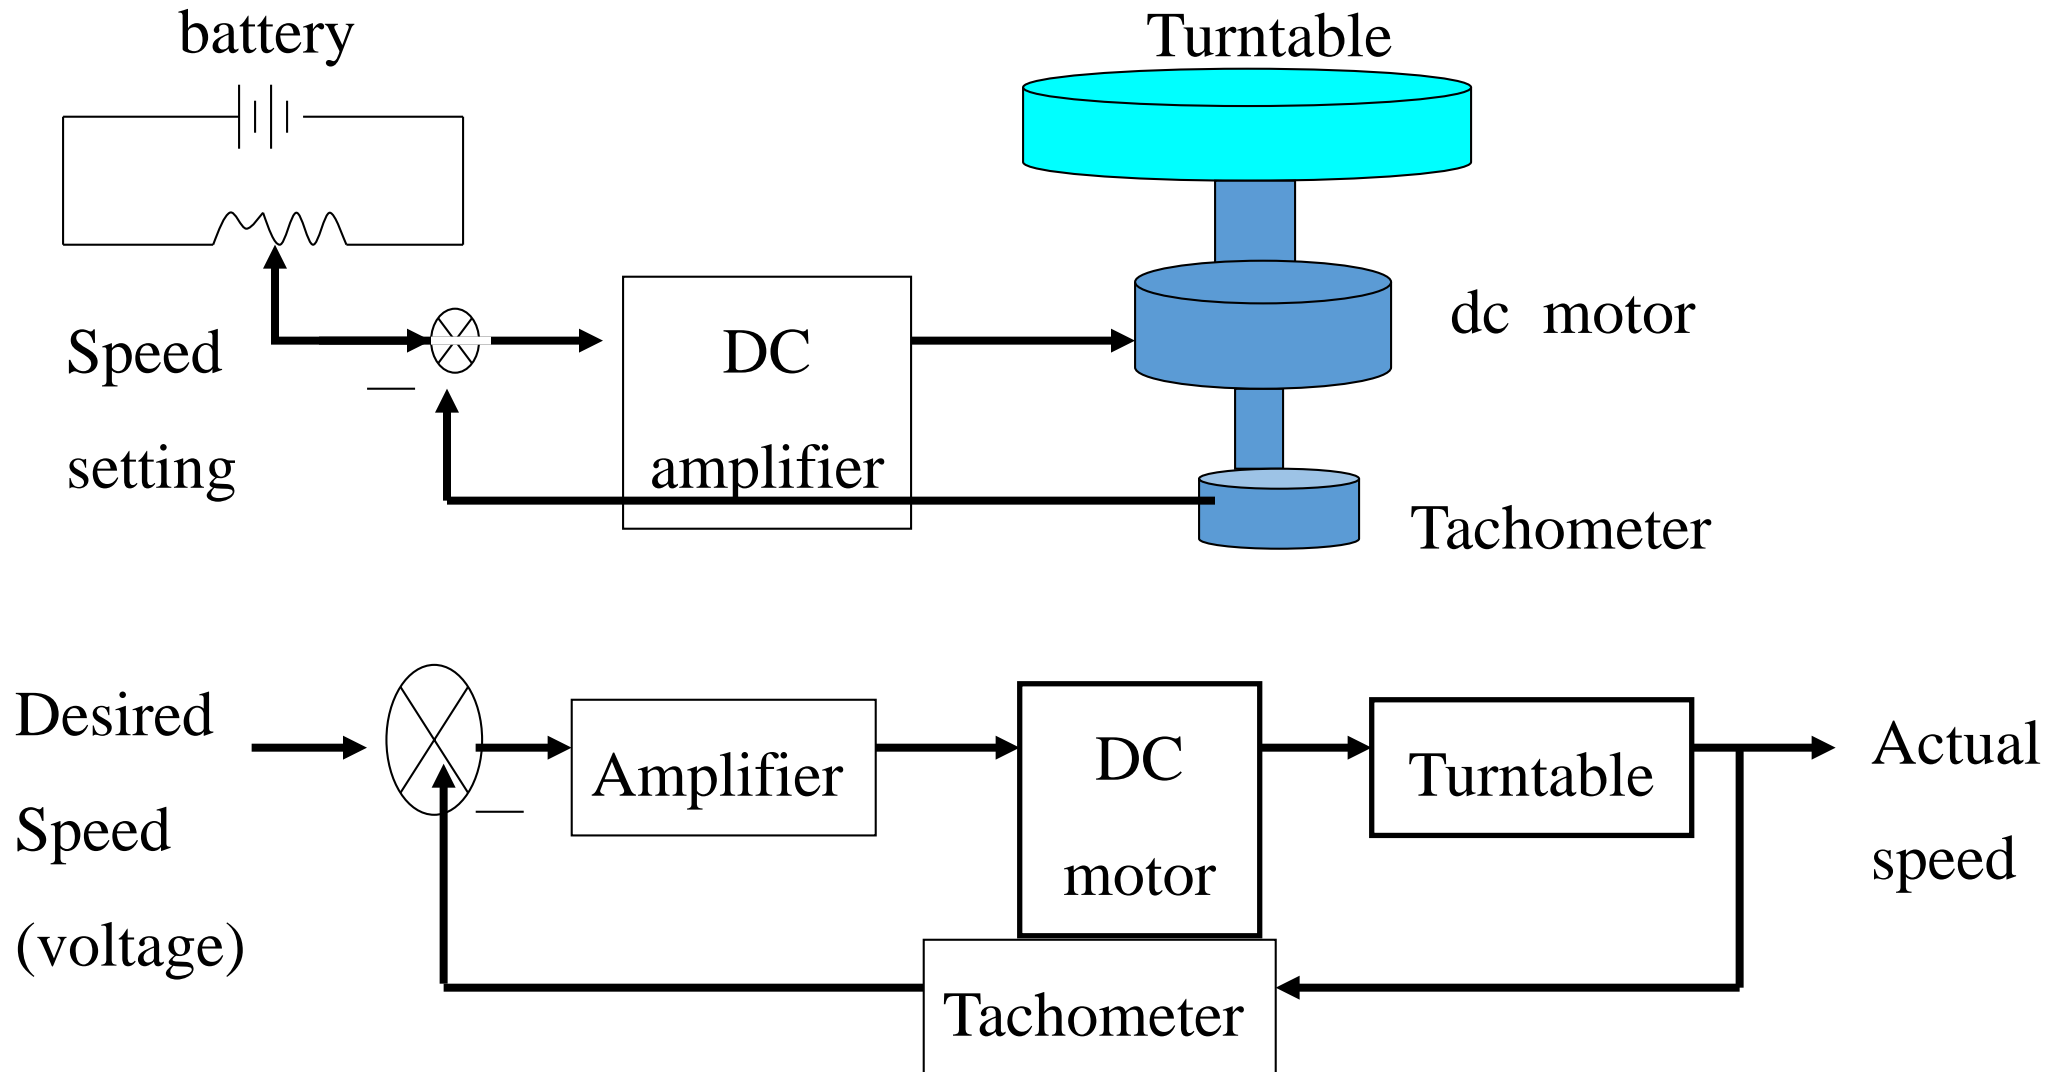 battery
Turntable
Speed
setting
DC
amplifier
dc motor
Tachometer
Desired
Speed
(voltage)
Amplifier
DC
motor
Turntable
Actual
speed
Tachometer